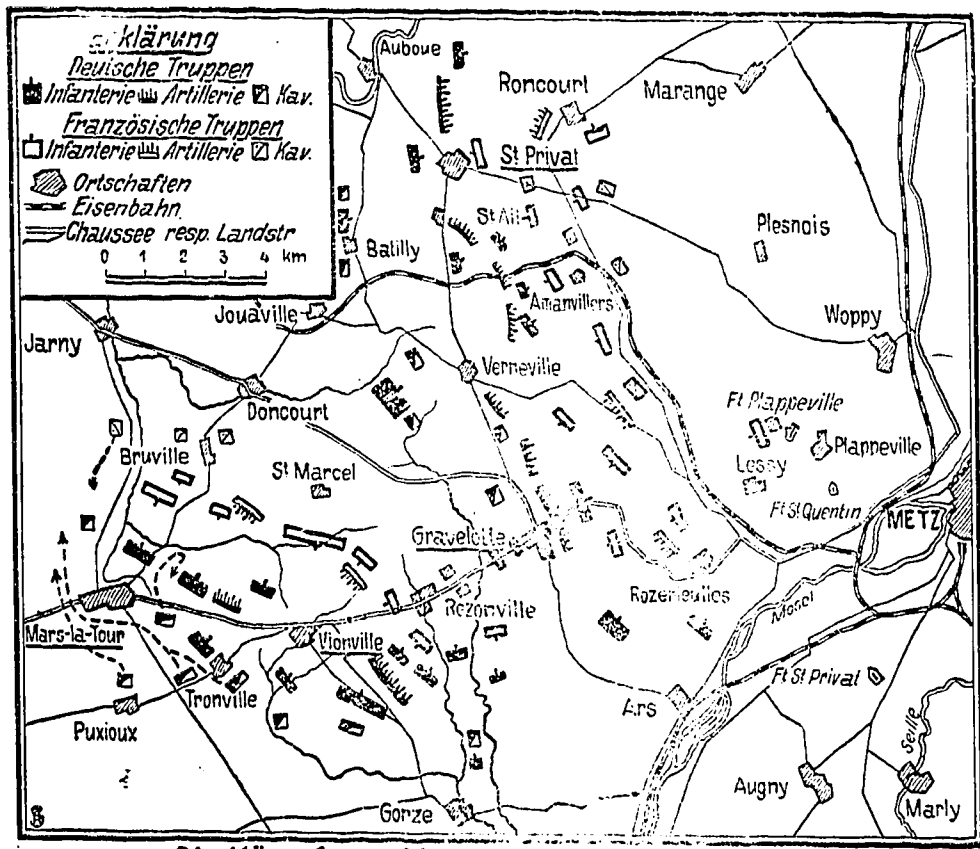 Erklärung
Deutsche Truppen
Infanterie Artillerie Kav.
Französische Truppen
Infanterie Artillerie Kav.
Ortschaften
Eisenbahn
Chaussee resp. Landstr
0 1 2 3 4 km
Auboue
Roncourt
Marange
St Privat
St Ail
Batilly
Plesnois
Amanvillers
Jouaville
Woppy
Jarny
Verneville
Doncourt
Ft Plappeville
Bruville
Plappeville
St Marcel
Lessy
Ft St Quentin
METZ
Gravelotte
Rozerieulles
Mosel
Rezonville
Mars-la-Tour
Vionville
Tronville
Ft St Privat
Puxioux
Ars
Seille
Augny
Marly
Gorze